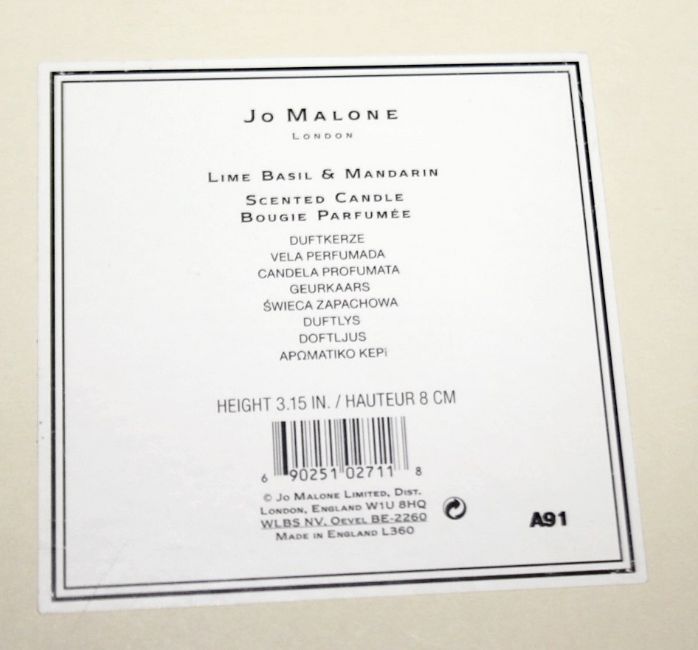 Jo Malone
London
Lime Basil & Mandarin
Scented Candle
Bougie Parfumée
DUFTKERZE
VELA PERFUMADA
CANDELA PROFUMATA
GEURKAARS
ŚWIECA ZAPACHOWA
DUFTLYS
DOFTLJUS
ΑΡΩΜΑΤΙΚΟ ΚΕΡί
HEIGHT 3.15 IN. / HAUTEUR 8 CM
6 90251 02711 8
© Jo Malone Limited, Dist.
London, England W1U 8HQ
WLBS NV. Oevel BE-2260
Made in England L360
A91